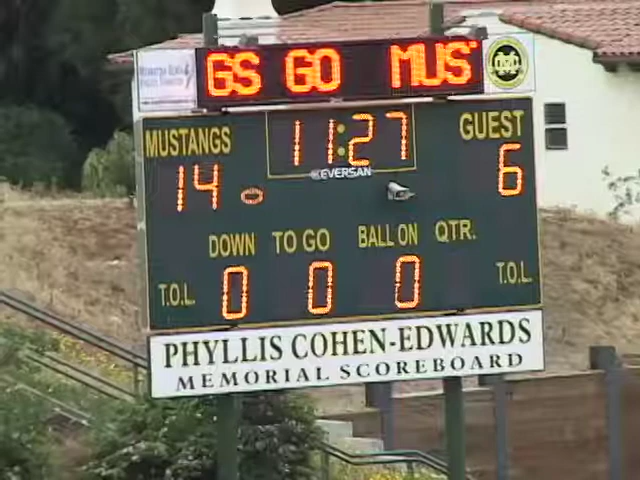 GS GO MUS
MUSTANGS 11:27 GUEST
EVERSAN
14 6
DOWN TO GO BALL ON QTR.
T.O.L. 0 0 0 T.O.L.
PHYLLIS COHEN-EDWARDS
MEMORIAL SCOREBOARD